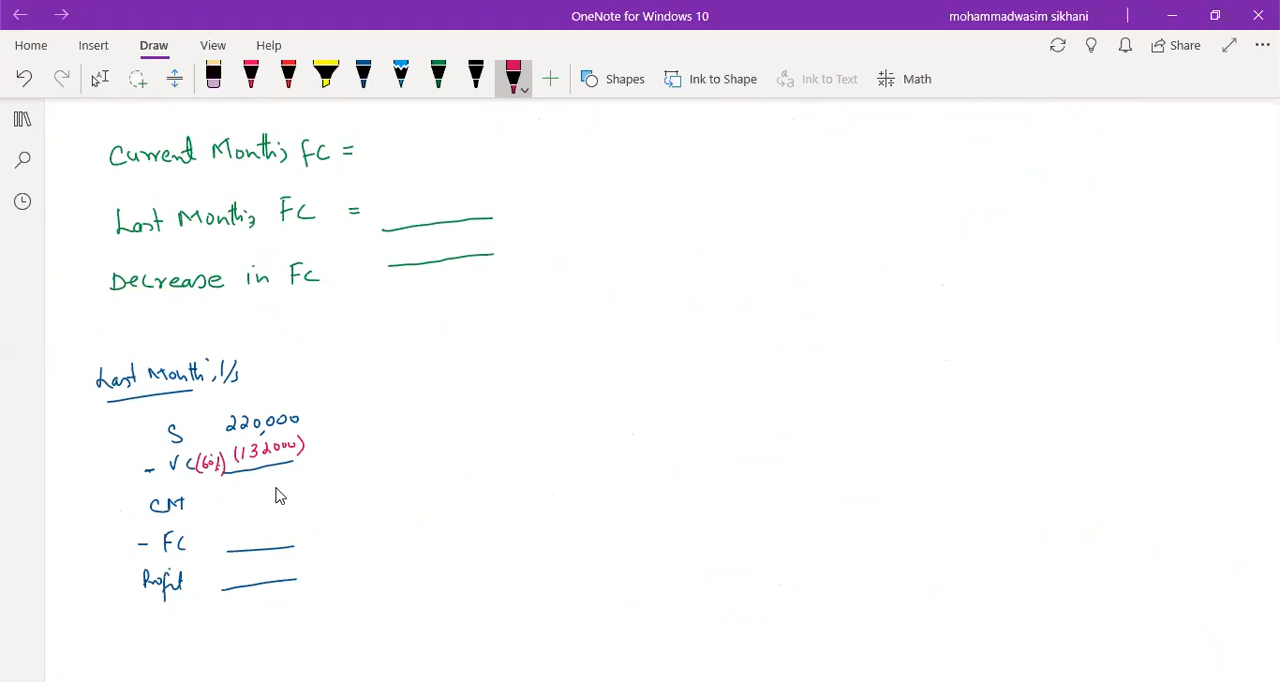 OneNote for Windows 10
mohammadwasim sikhani
Home Insert Draw View Help
Share
Shapes Ink to Shape Ink to Text Math
Current Month's FC =
Last Month's FC =
Decrease in FC
Last Month's I/s
S 220,000
- VC (60%) (132000)
CM
- FC
Profit